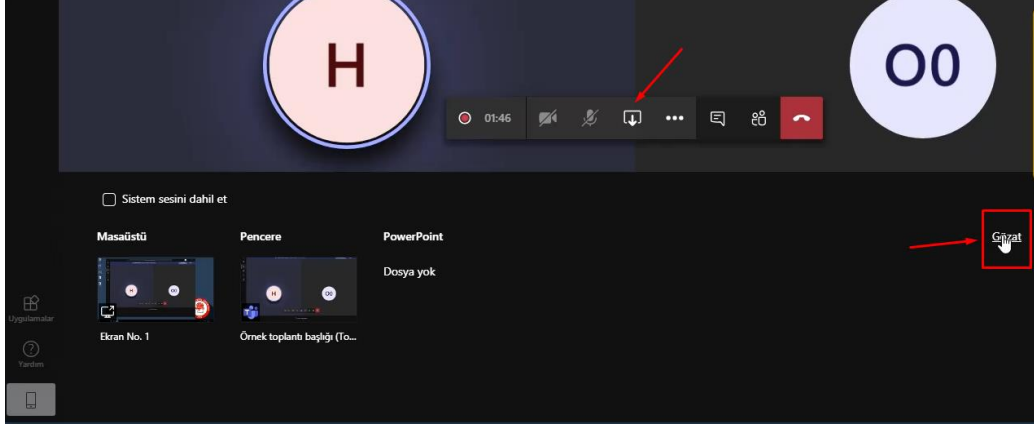 H
O0
01:46
Sistem sesini dahil et
Masaüstü
Pencere
PowerPoint
Gözat
Dosya yok
Ekran No. 1
Örnek toplantı başlığı (To...
Uygulamalar
Yardım